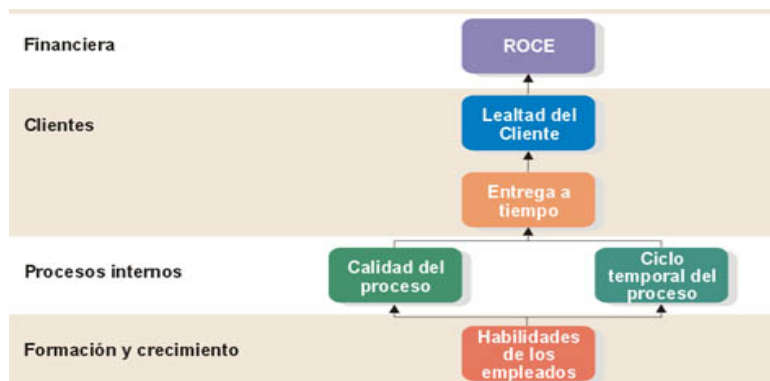 Financiera
ROCE
Clientes
Lealtad del
Cliente
Entrega a
tiempo
Procesos internos
Calidad del
proceso
Ciclo
temporal del
proceso
Formación y crecimiento
Habilidades
de los
empleados